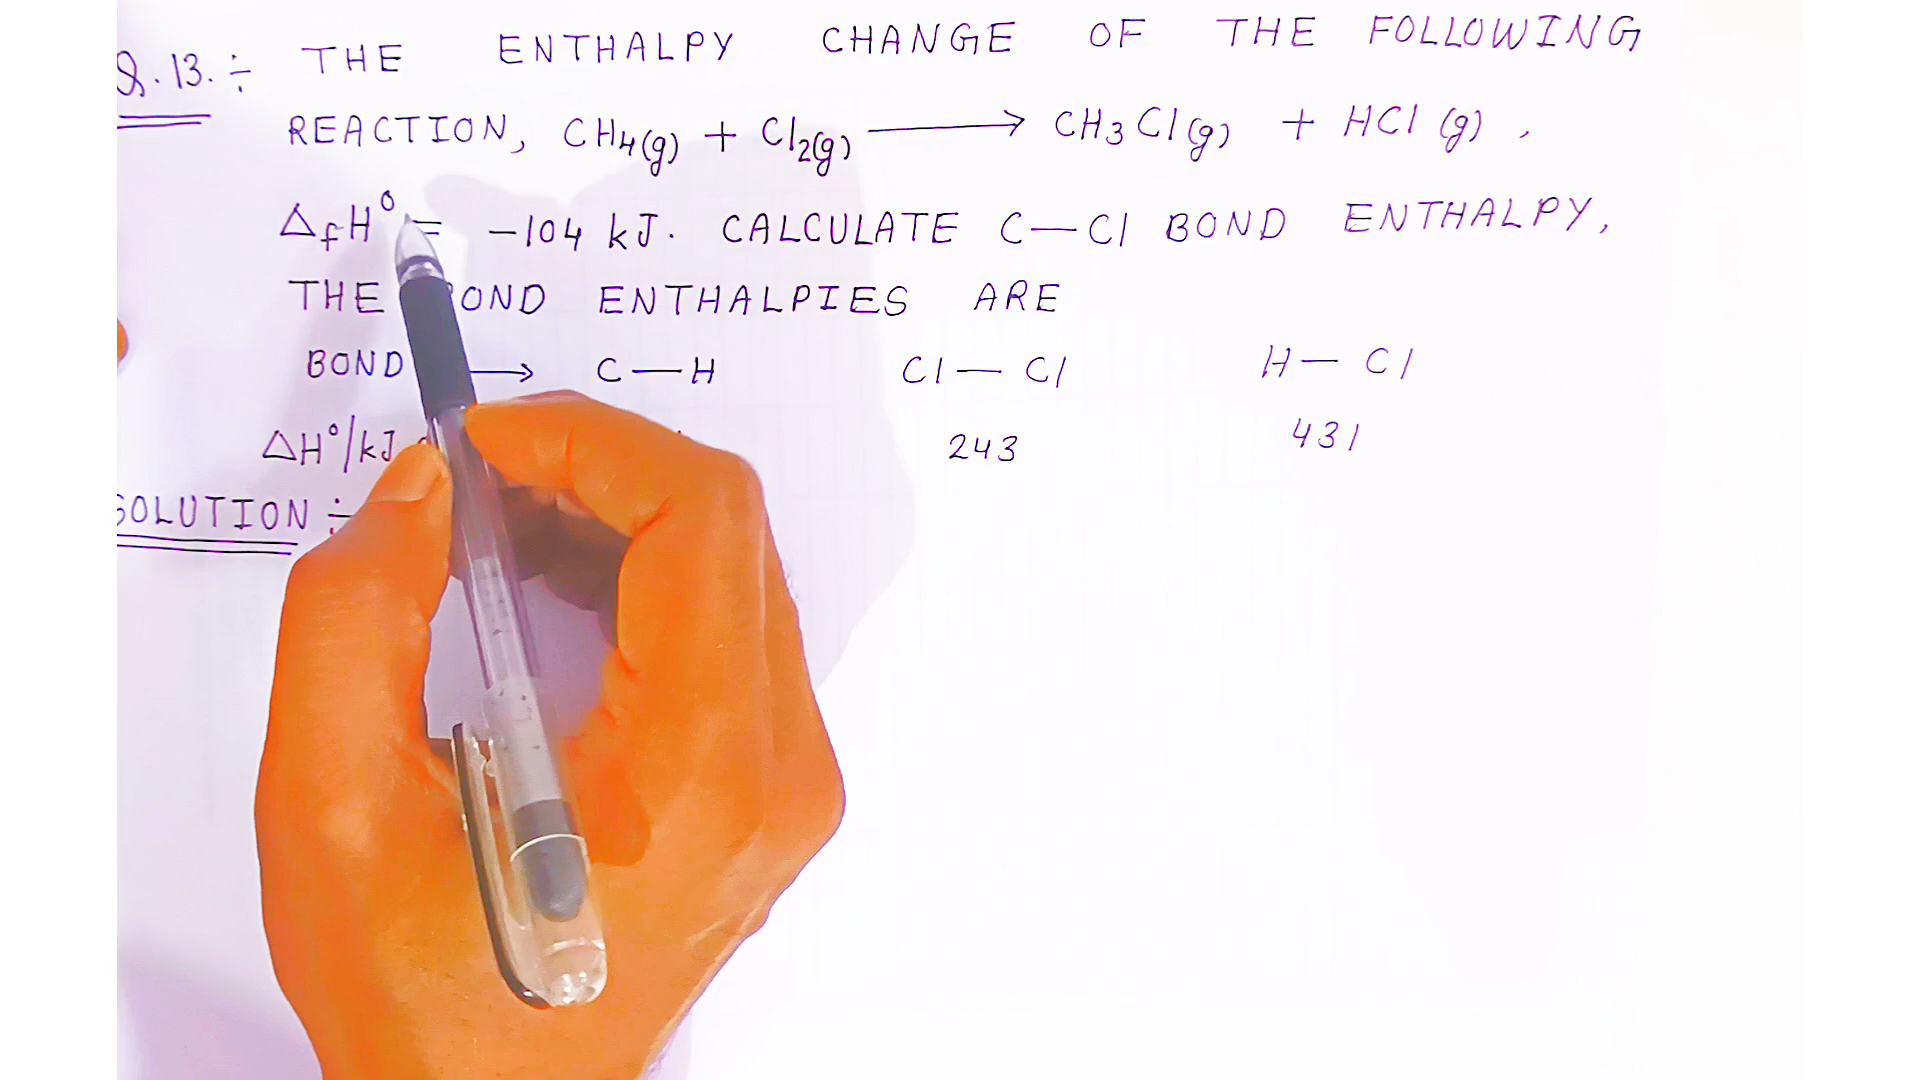 Q.13.÷ THE ENTHALPY CHANGE OF THE FOLLOWING
REACTION, CH4(g) + Cl2(g) ⟶ CH3Cl(g) + HCl(g),
ΔfH° = -104 kJ. CALCULATE C—Cl BOND ENTHALPY,
THE OND ENTHALPIES ARE
BOND → C—H Cl—Cl H—Cl
ΔH°/kJ 243 431
SOLUTION ÷